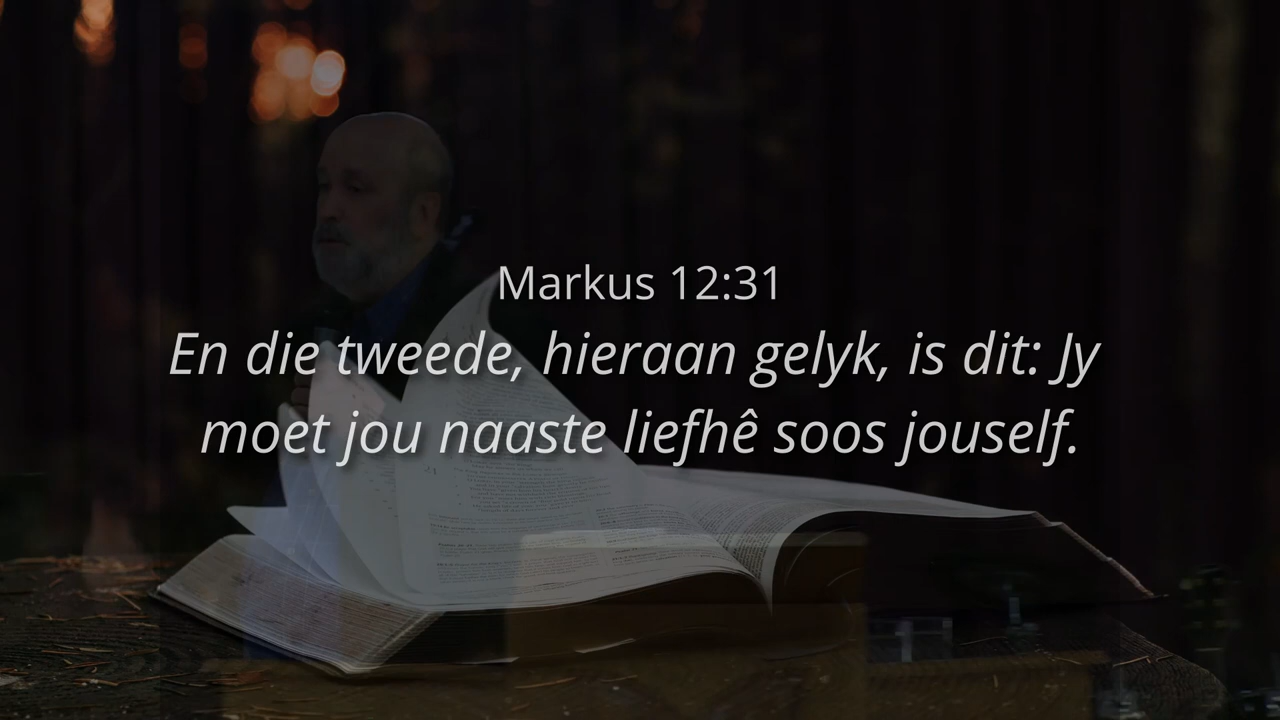 Markus 12:31
En die tweede, hieraan gelyk, is dit: Jy
moet jou naaste liefhê soos jouself.